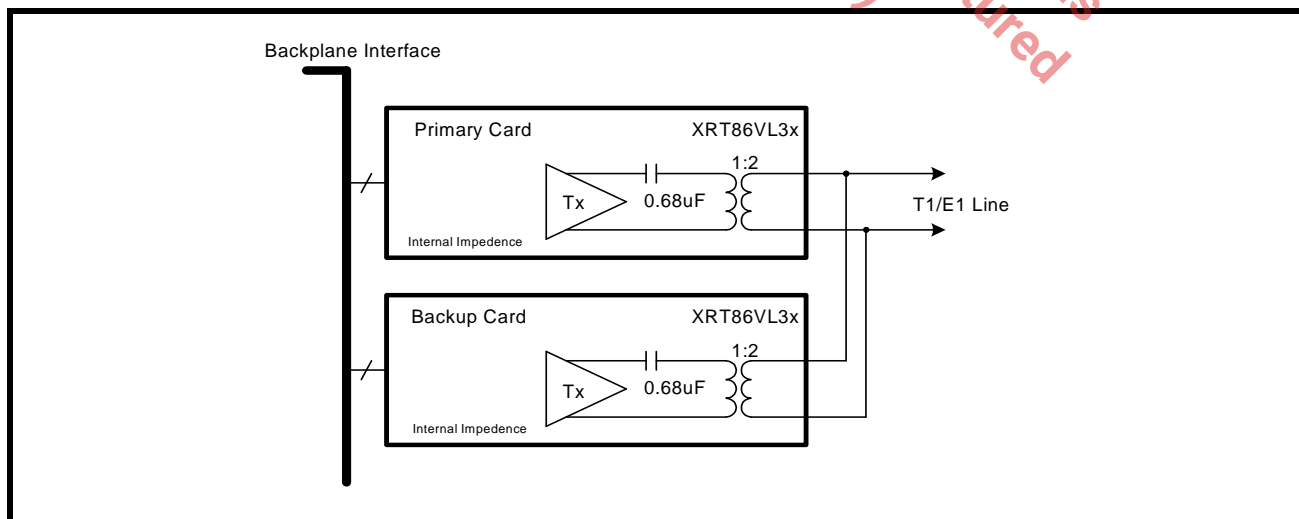 Backplane Interface
Primary Card XRT86VL3x
1:2
Tx
0.68uF
T1/E1 Line
Internal Impedence
Backup Card XRT86VL3x
1:2
Tx
0.68uF
Internal Impedence